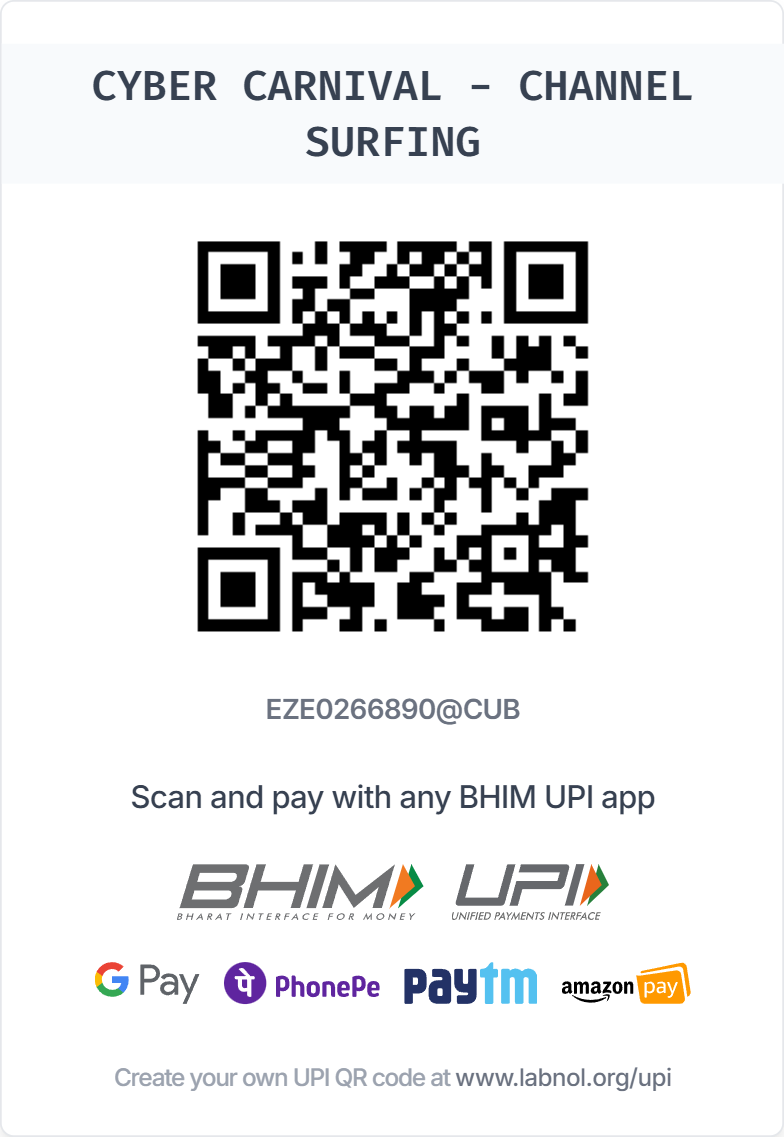 CYBER CARNIVAL - CHANNEL
SURFING
EZE0266890@CUB
Scan and pay with any BHIM UPI app
BHIM UPI
BHARAT INTERFACE FOR MONEY UNIFIED PAYMENTS INTERFACE
G Pay पे PhonePe paytm amazon pay
Create your own UPI QR code at www.labnol.org/upi